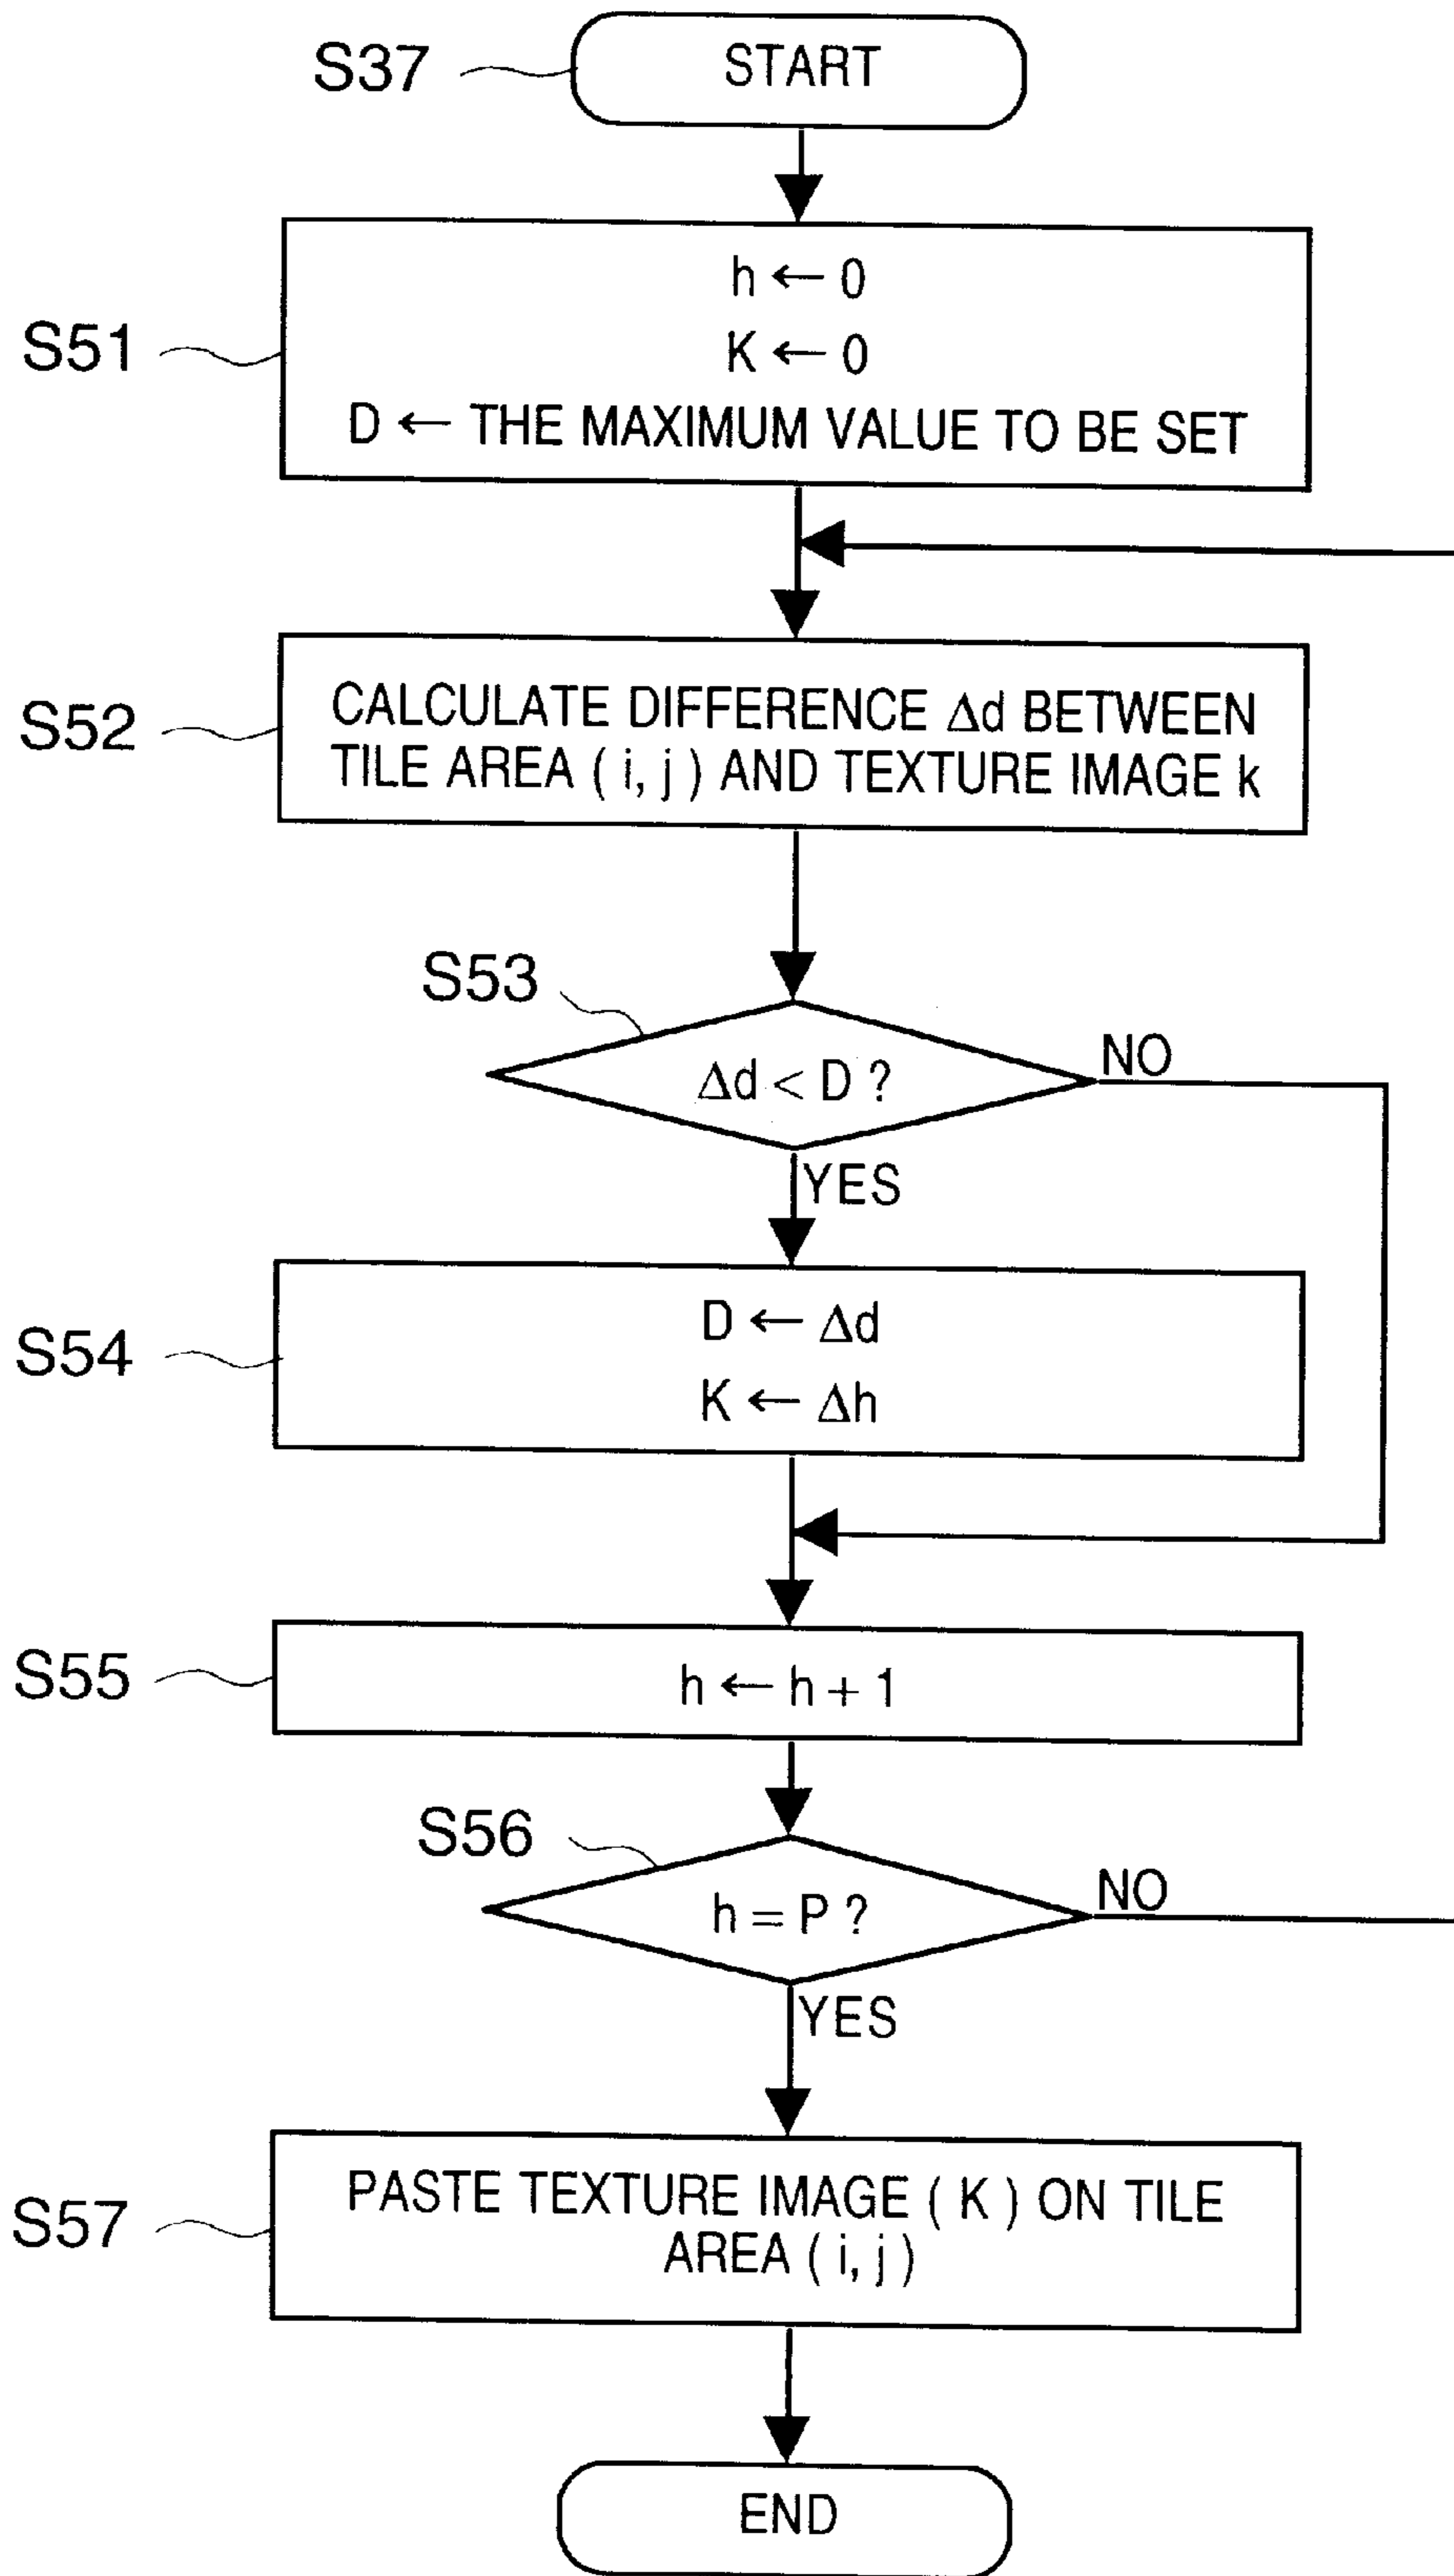 S37
START
S51
h ← 0
K ← 0
D ← THE MAXIMUM VALUE TO BE SET
S52
CALCULATE DIFFERENCE Δd BETWEEN
TILE AREA ( i, j ) AND TEXTURE IMAGE k
S53
Δd < D ?
NO
YES
S54
D ← Δd
K ← Δh
S55
h ← h + 1
S56
h = P ?
NO
YES
S57
PASTE TEXTURE IMAGE ( K ) ON TILE
AREA ( i, j )
END